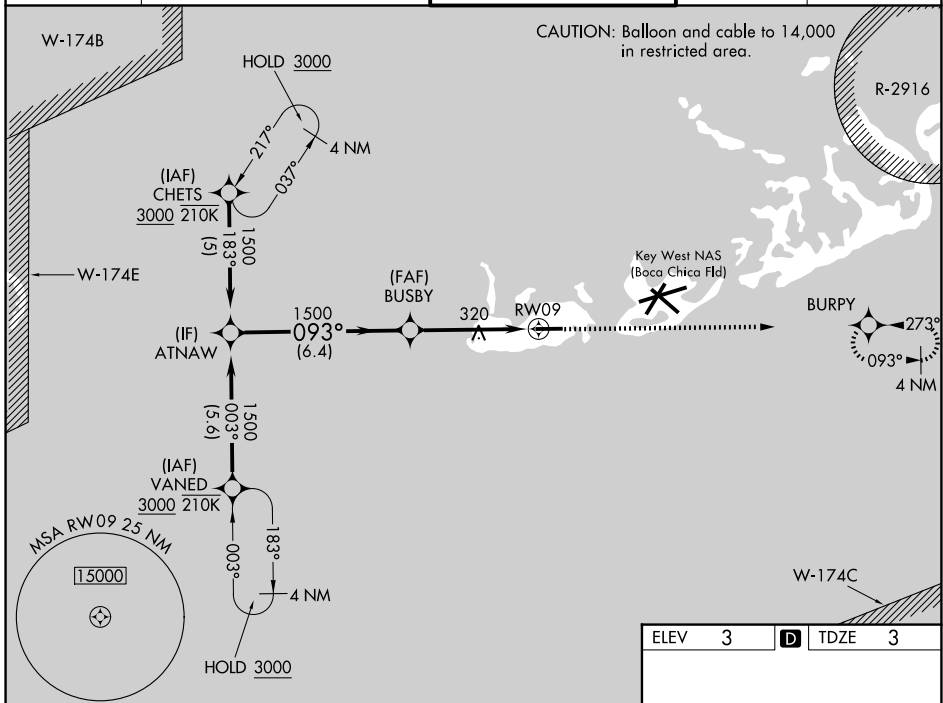 W-174B
CAUTION: Balloon and cable to 14,000
in restricted area.
HOLD 3000
R-2916
217°
037°
4 NM
(IAF)
CHETS
3000 210K
1500
183°
(5)
W-174E
Key West NAS
(Boca Chica Fld)
(FAF)
BUSBY
(IF)
ATNAW
1500
093°
(6.4)
320
RW09
BURPY
273°
093°
4 NM
1500
003°
(5.6)
(IAF)
VANED
3000 210K
003°
183°
4 NM
HOLD 3000
MSA RW09 25 NM
15000
W-174C
ELEV 3 D TDZE 3